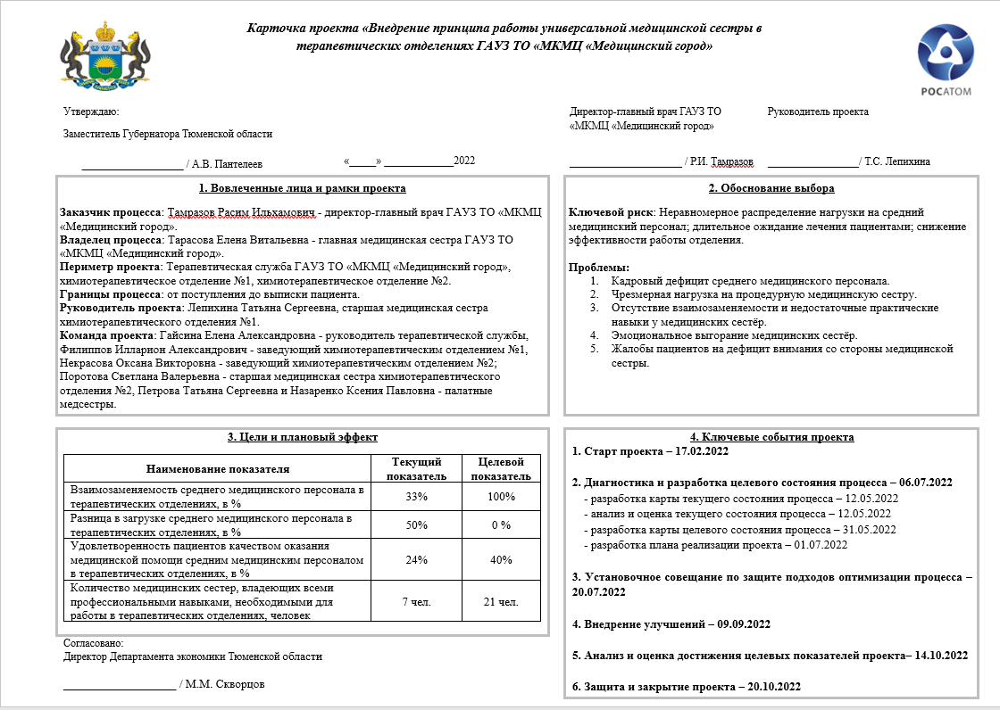 Карточка проекта «Внедрение принципа работы универсальной медицинской сестры в
терапевтических отделениях ГАУЗ ТО «МКМЦ «Медицинский город»
РОСАТОМ
Утверждаю:
Заместитель Губернатора Тюменской области
___________________ / А.В. Пантелеев
«_____» _____________2022
Директор-главный врач ГАУЗ ТО
«МКМЦ «Медицинский город»
_____________________ / Р.И. Тамразов
Руководитель проекта
_________________/ Т.С. Лепихина
1. Вовлеченные лица и рамки проекта
Заказчик процесса: Тамразов Расим Ильхамович - директор-главный врач ГАУЗ ТО «МКМЦ
«Медицинский город».
Владелец процесса: Тарасова Елена Витальевна - главная медицинская сестра ГАУЗ ТО
«МКМЦ «Медицинский город».
Периметр проекта: Терапевтическая служба ГАУЗ ТО «МКМЦ «Медицинский город»,
химиотерапевтическое отделение №1, химиотерапевтическое отделение №2.
Границы процесса: от поступления до выписки пациента.
Руководитель проекта: Лепихина Татьяна Сергеевна, старшая медицинская сестра
химиотерапевтического отделения №1.
Команда проекта: Гайсина Елена Александровна - руководитель терапевтической службы,
Филиппов Илларион Александрович - заведующий химиотерапевтическим отделением №1,
Некрасова Оксана Викторовна - заведующий химиотерапевтическим отделением №2;
Поротова Светлана Валерьевна - старшая медицинская сестра химиотерапевтического
отделения №2, Петрова Татьяна Сергеевна и Назаренко Ксения Павловна - палатные
медсестры.
2. Обоснование выбора
Ключевой риск: Неравномерное распределение нагрузки на средний
медицинский персонал; длительное ожидание лечения пациентами; снижение
эффективности работы отделения.
Проблемы:
1. Кадровый дефицит среднего медицинского персонала.
2. Чрезмерная нагрузка на процедурную медицинскую сестру.
3. Отсутствие взаимозаменяемости и недостаточные практические
навыки у медицинских сестёр.
4. Эмоциональное выгорание медицинских сестёр.
5. Жалобы пациентов на дефицит внимания со стороны медицинской
сестры.
3. Цели и плановый эффект
Наименование показателя
Текущий
показатель
Целевой
показатель
Взаимозаменяемость среднего медицинского персонала в
терапевтических отделениях, в %
33%
100%
Разница в загрузке среднего медицинского персонала в
терапевтических отделениях, в %
50%
0 %
Удовлетворенность пациентов качеством оказания
медицинской помощи средним медицинским персоналом
в терапевтических отделениях, в %
24%
40%
Количество медицинских сестер, владеющих всеми
профессиональными навыками, необходимыми для
работы в терапевтических отделениях, человек
7 чел.
21 чел.
Согласовано:
Директор Департамента экономики Тюменской области
_____________________ / М.М. Скворцов
4. Ключевые события проекта
1. Старт проекта – 17.02.2022
2. Диагностика и разработка целевого состояния процесса – 06.07.2022
- разработка карты текущего состояния процесса – 12.05.2022
- анализ и оценка текущего состояния процесса – 12.05.2022
- разработка карты целевого состояния процесса – 31.05.2022
- разработка плана реализации проекта – 01.07.2022
3. Установочное совещание по защите подходов оптимизации процесса –
20.07.2022
4. Внедрение улучшений – 09.09.2022
5. Анализ и оценка достижения целевых показателей проекта– 14.10.2022
6. Защита и закрытие проекта – 20.10.2022